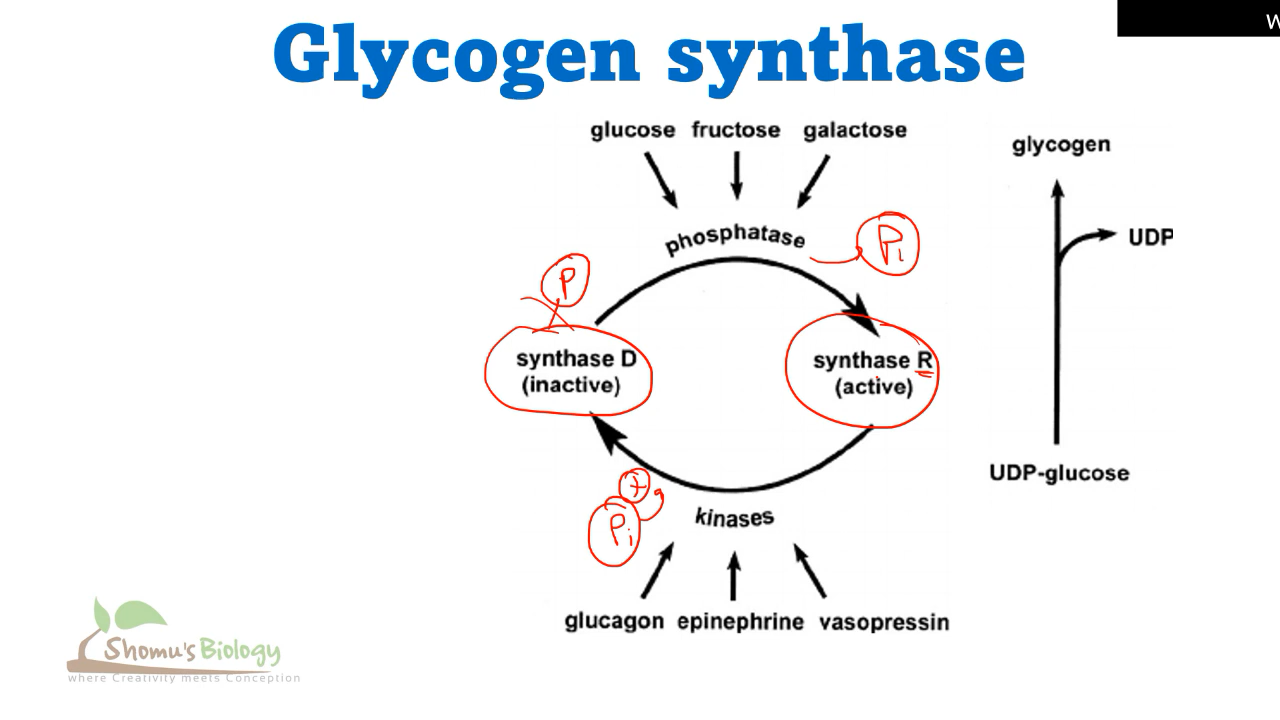 W
Glycogen synthase
glucose fructose galactose
phosphatase
Pi
P
synthase D
(inactive)
synthase R
(active)
+
Pi
kinases
glucagon epinephrine vasopressin
glycogen
UDP
UDP-glucose
Shomu's Biology
where Creativity meets Conception